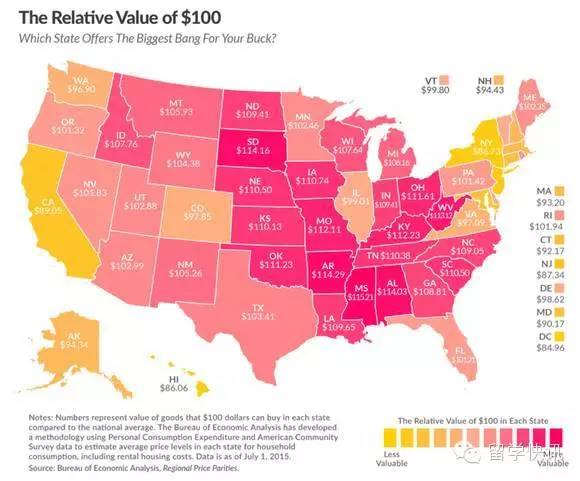 The Relative Value of $100
Which State Offers The Biggest Bang For Your Buck?
VT
$99.80
NH
$94.43
WA
$96.90
MT
$105.93
ND
$109.41
MN
$102.46
ME
$102.35
OR
$101.32
ID
$107.76
SD
$114.16
WI
$107.64
MI
$106.16
NY
$86.73
WY
$104.38
IA
$110.74
PA
$101.42
NE
$110.50
IL
$99.01
IN
$109.41
OH
$111.61
NV
$101.83
UT
$102.88
CO
$97.85
WV
$113.12
VA
$97.09
CA
$89.05
KS
$110.13
MO
$112.11
KY
$112.23
MA
$93.20
RI
$101.94
CT
$92.17
NJ
$87.34
DE
$98.62
MD
$90.17
DC
$84.96
AZ
$102.99
NM
$105.26
OK
$111.23
AR
$114.29
TN $110.38
NC
$109.05
SC
$110.50
MS
$115.21
AL
$114.03
GA
$108.81
TX
$103.41
LA
$109.65
FL
$101.21
AK
$94.34
HI
$86.06
Notes: Numbers represent value of goods that $100 dollars can buy in each state
compared to the national average. The Bureau of Economic Analysis has developed
a methodology using Personal Consumption Expenditure and American Community
Survey data to estimate average price levels in each state for household
consumption, including rental housing costs. Data is as of July 1, 2015.
Source: Bureau of Economic Analysis, Regional Price Parities.
The Relative Value of $100 in Each State
Less
Valuable
More
Valuable
留学快讯